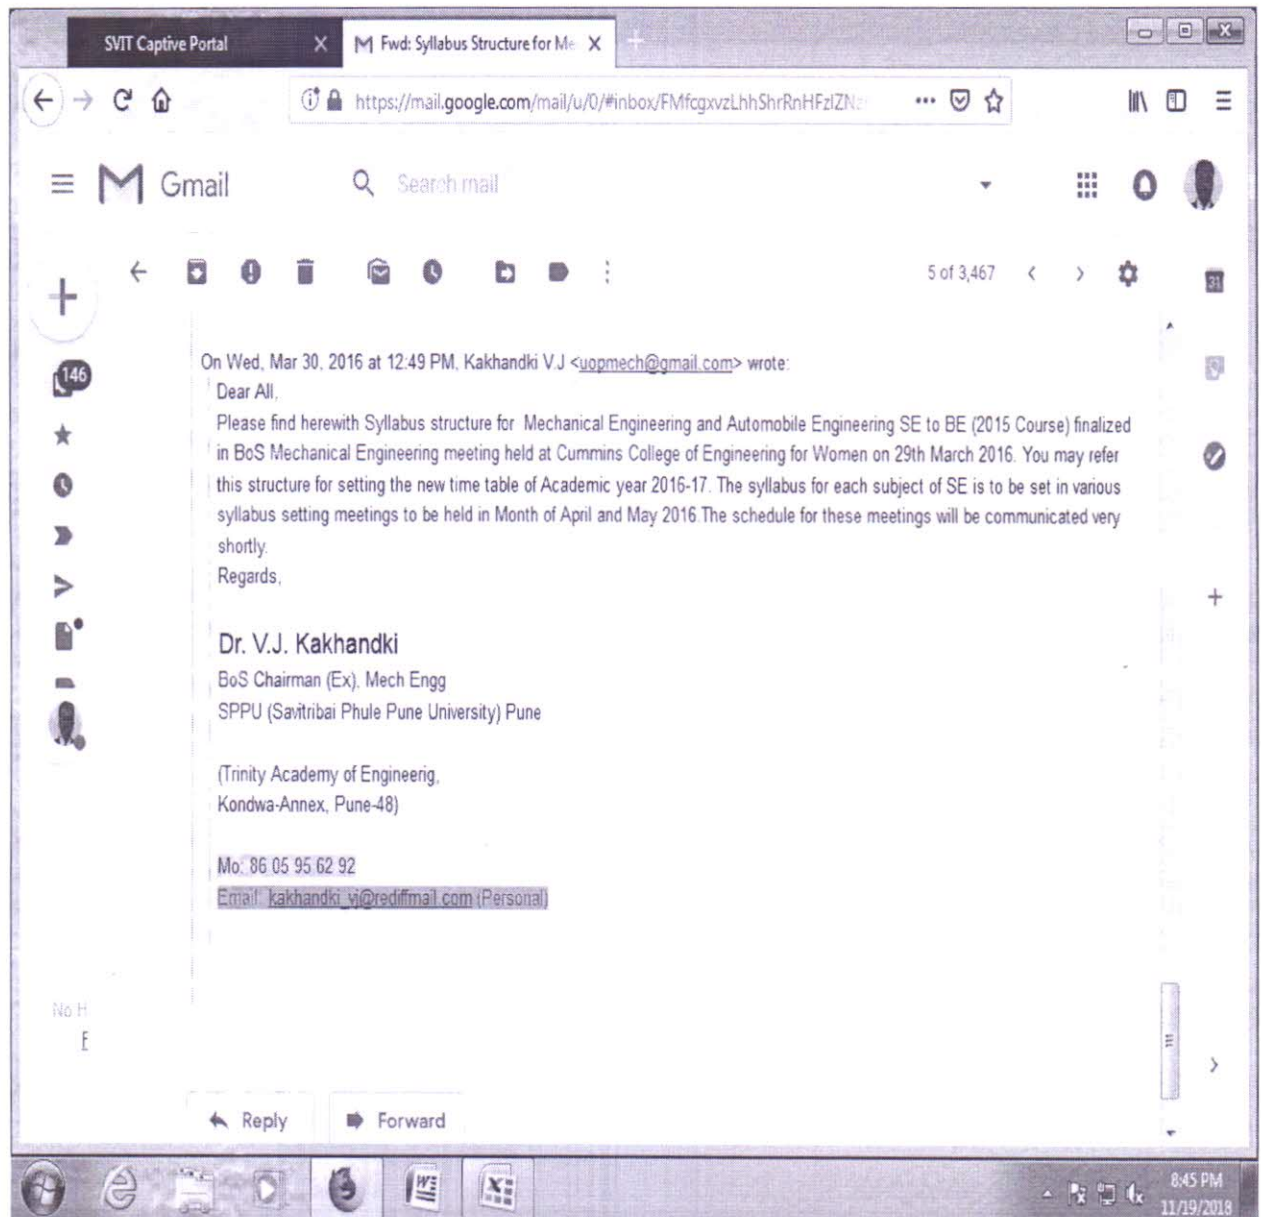 SVIT Captive Portal X M Fwd: Syllabus Structure for Me X
https://mail.google.com/mail/u/0/#inbox/FMfcgxvzLhhShrRnHFzlZNz
Gmail Search mail
5 of 3,467
31
146
On Wed, Mar 30, 2016 at 12:49 PM, Kakhandki V.J <uopmech@gmail.com> wrote:
Dear All,
Please find herewith Syllabus structure for Mechanical Engineering and Automobile Engineering SE to BE (2015 Course) finalized
in BoS Mechanical Engineering meeting held at Cummins College of Engineering for Women on 29th March 2016. You may refer
this structure for setting the new time table of Academic year 2016-17. The syllabus for each subject of SE is to be set in various
syllabus setting meetings to be held in Month of April and May 2016.The schedule for these meetings will be communicated very
shortly.
Regards,
Dr. V.J. Kakhandki
BoS Chairman (Ex), Mech Engg
SPPU (Savitribai Phule Pune University) Pune
(Trinity Academy of Engineerig,
Kondwa-Annex, Pune-48)
Mo: 86 05 95 62 92
Email: kakhandki_vj@rediffmail.com (Personal)
No H
F
Reply Forward
8:45 PM
11/19/2018